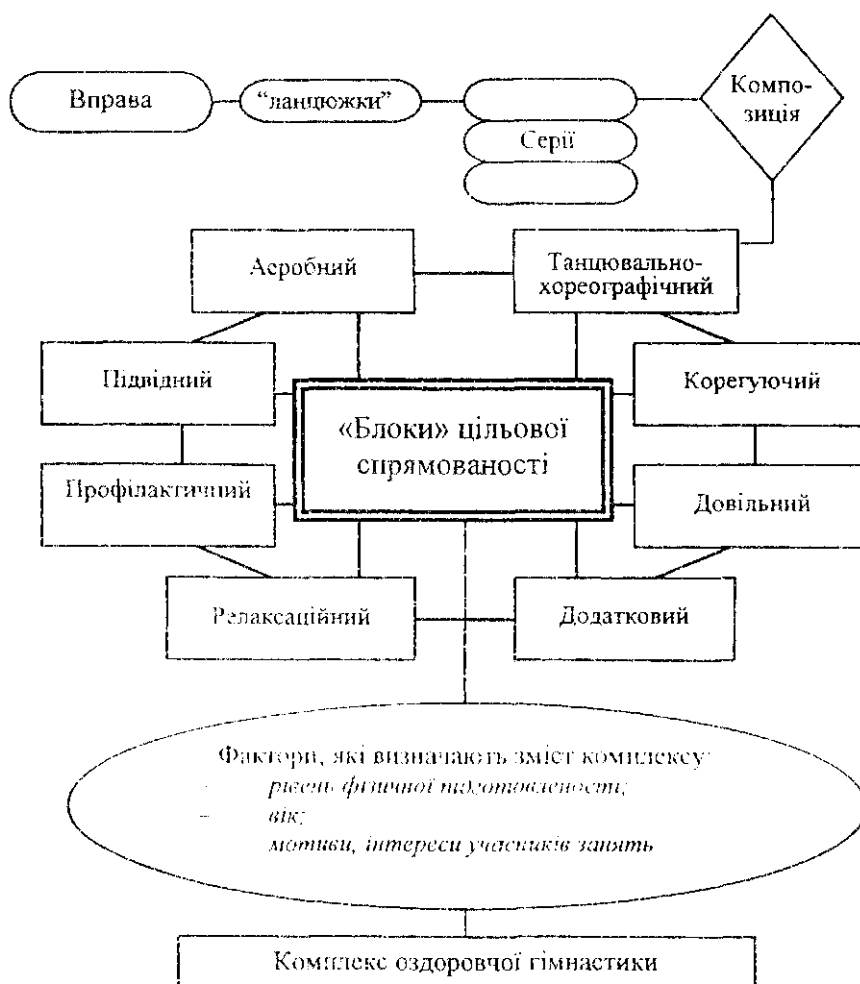 Вправа
“ланцюжки”
Серії
Компо-
зиція
Аеробний
Танцювально-
хореографічний
Підвідний
Корегуючий
«Блоки» цільової
спрямованості
Профілактичний
Довільний
Релаксаційний
Додатковий
Фактори, які визначають зміст комплексу:
- рівень фізичної підготовлености;
- вік;
мотиви, інтереси учасників занять
Комплекс оздоровчої гімнастики